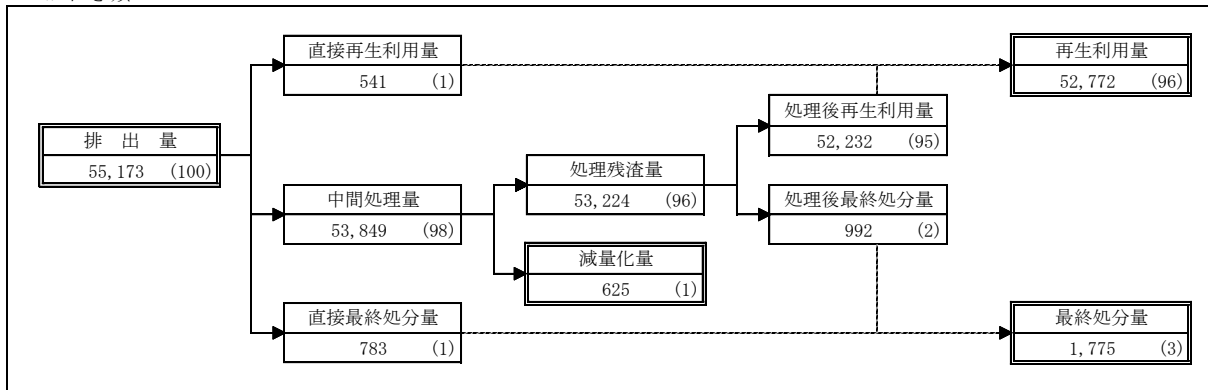 直接再生利用量
541 (1)
再生利用量
52,772 (96)
処理後再生利用量
52,232 (95)
排 出 量
55,173 (100)
処理残渣量
53,224 (96)
中間処理量
53,849 (98)
処理後最終処分量
992 (2)
減量化量
625 (1)
直接最終処分量
783 (1)
最終処分量
1,775 (3)